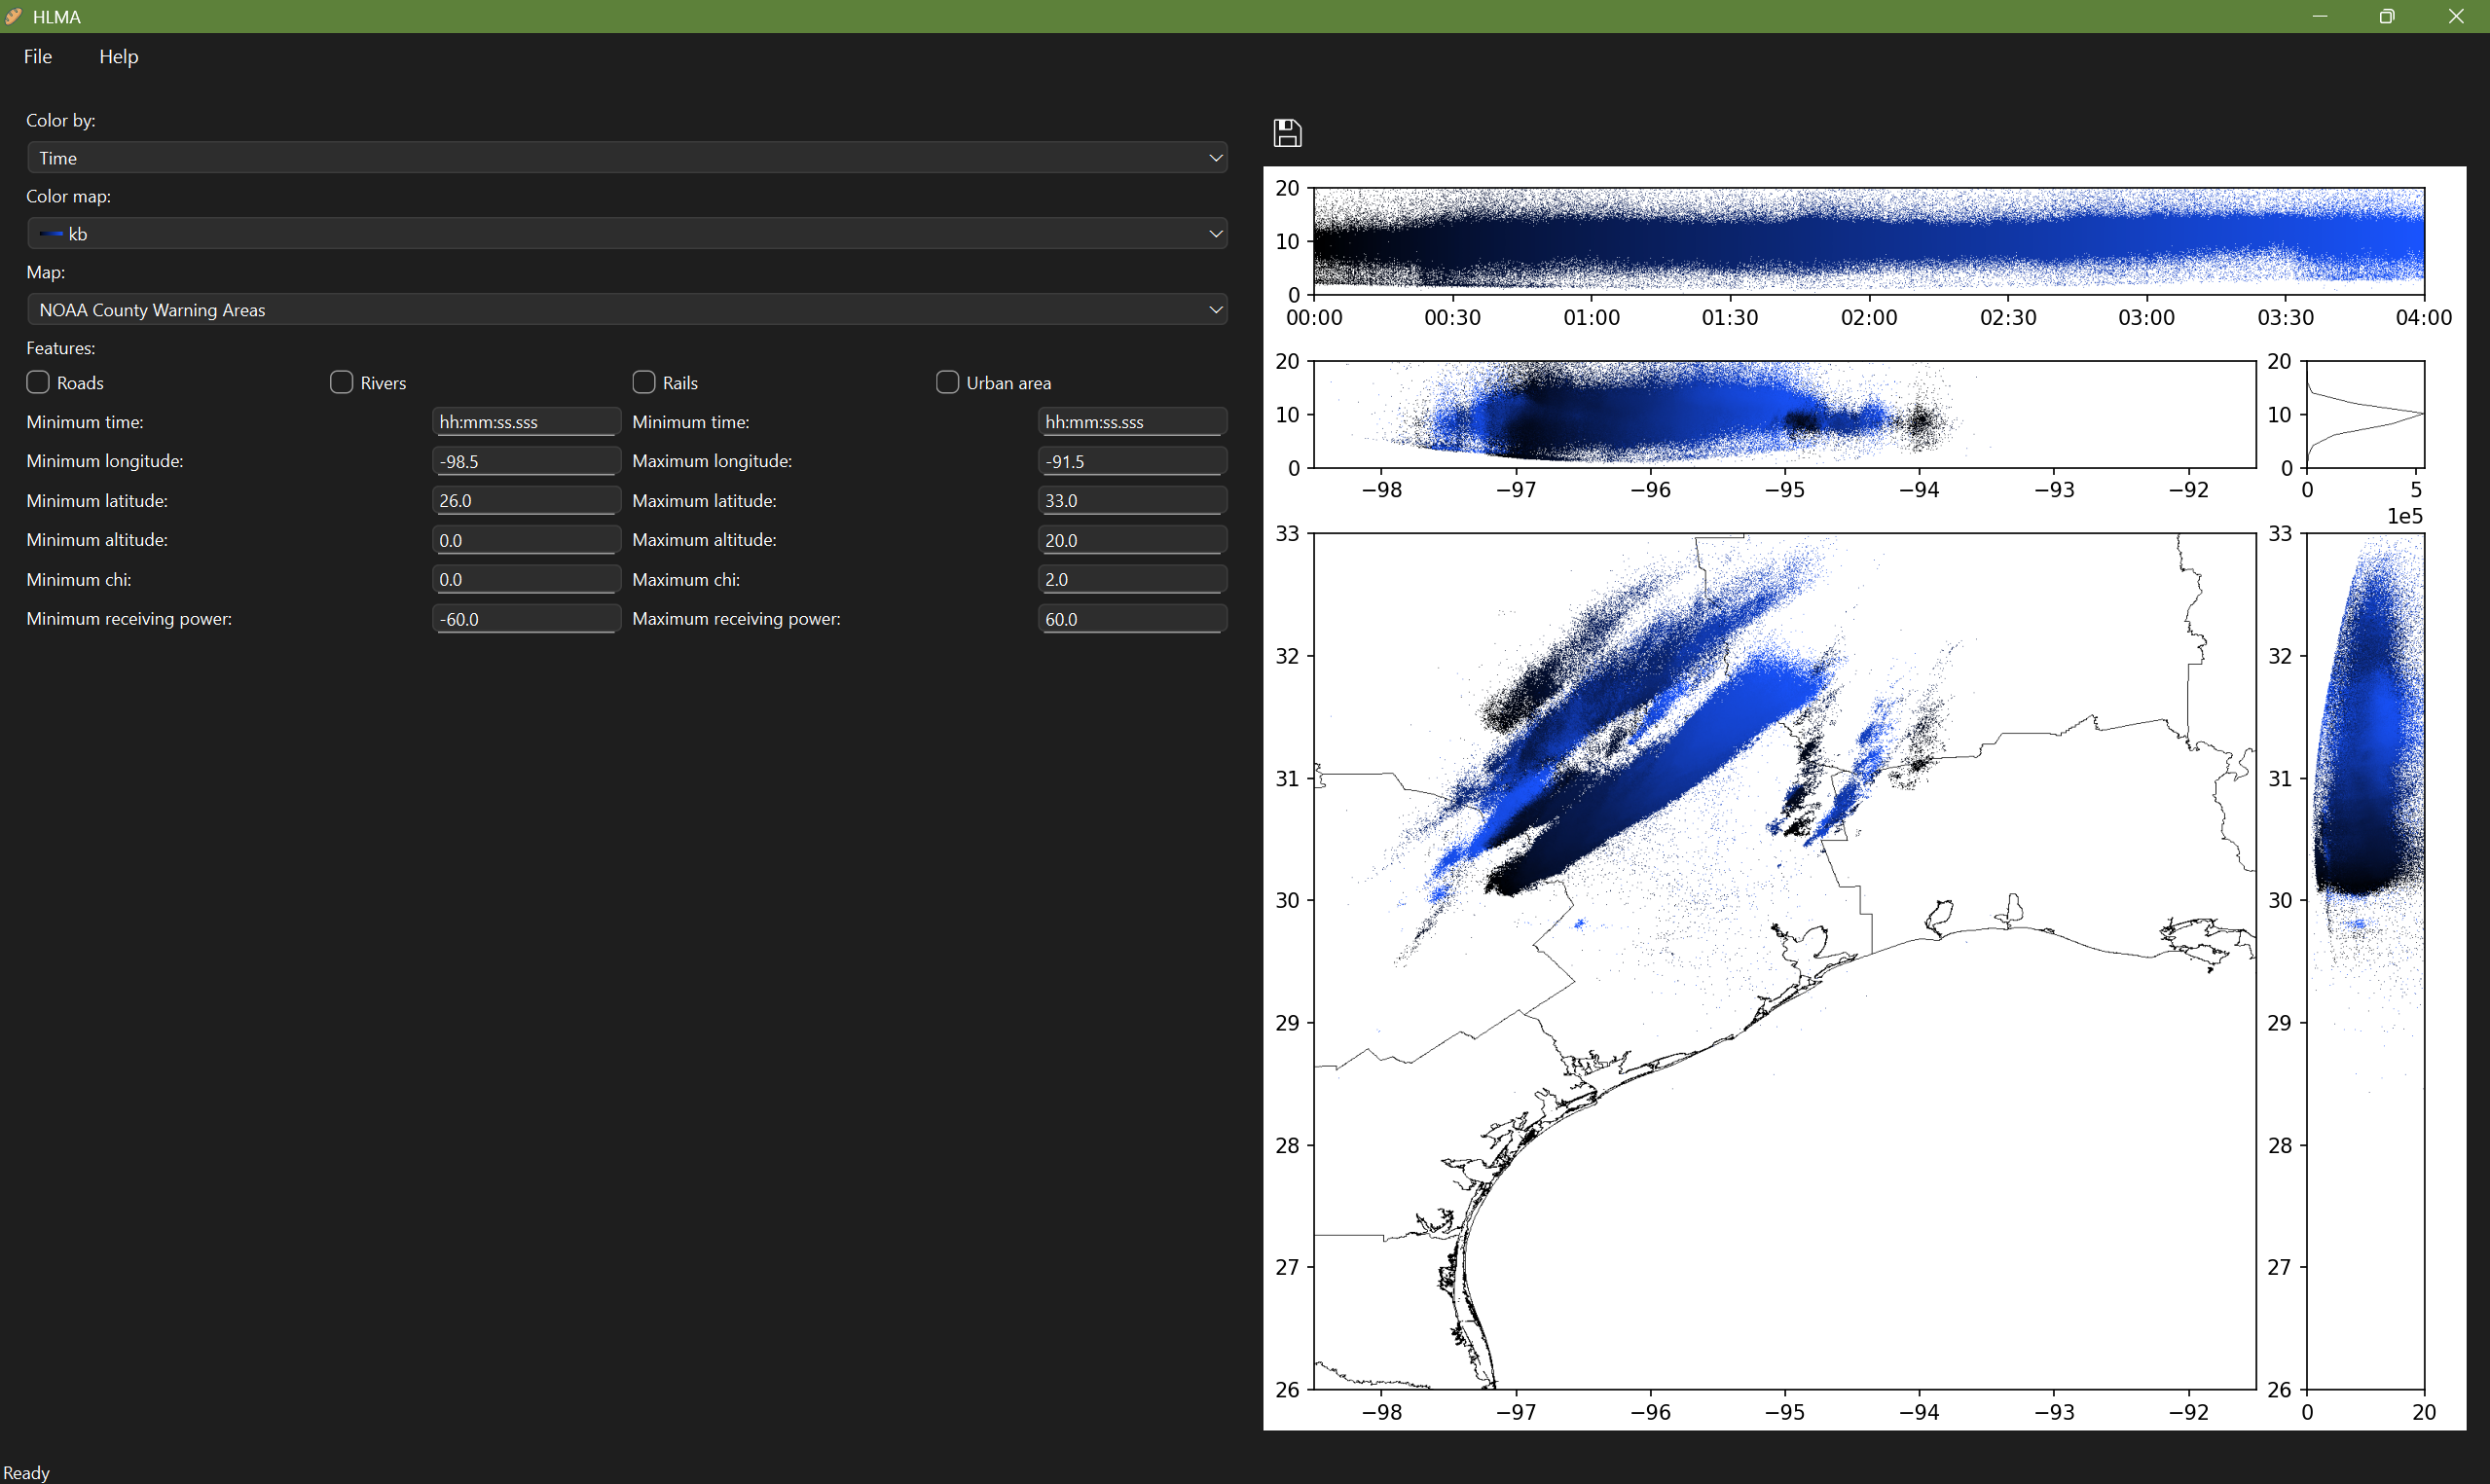 HLMA
File Help
Color by:
Time
Color map:
kb
Map:
NOAA County Warning Areas
Features:
Roads Rivers Rails Urban area
Minimum time: hh:mm:ss.sss Minimum time: hh:mm:ss.sss
Minimum longitude: -98.5 Maximum longitude: -91.5
Minimum latitude: 26.0 Maximum latitude: 33.0
Minimum altitude: 0.0 Maximum altitude: 20.0
Minimum chi: 0.0 Maximum chi: 2.0
Minimum receiving power: -60.0 Maximum receiving power: 60.0
20
10
0
00:00 00:30 01:00 01:30 02:00 02:30 03:00 03:30 04:00
20
10
0
−98 −97 −96 −95 −94 −93 −92
20
10
0
0 5
1e5
33
32
31
30
29
28
27
26
−98 −97 −96 −95 −94 −93 −92
33
32
31
30
29
28
27
26
0 20
Ready